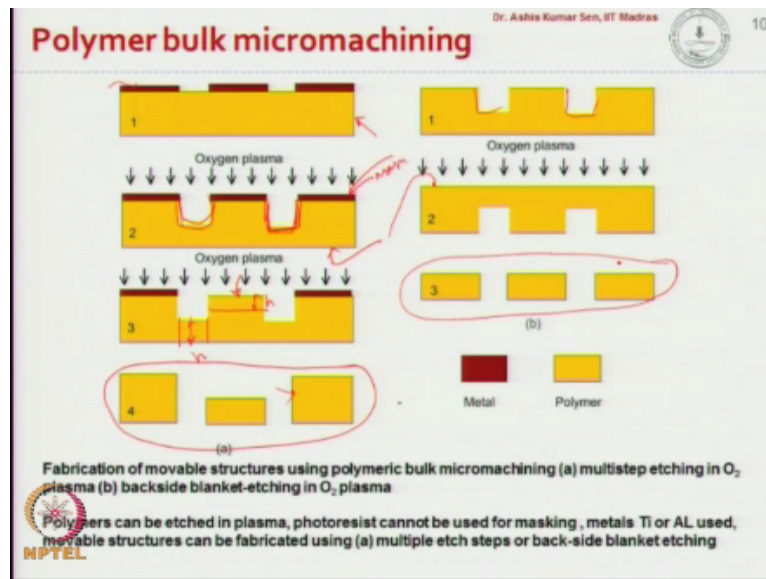 Dr. Ashis Kumar Sen, IIT Madras
10
Polymer bulk micromachining
1
Oxygen plasma
2
Oxygen plasma
3
h
h
4
(a)
1
Oxygen plasma
2
3
(b)
Metal
Polymer
Fabrication of movable structures using polymeric bulk micromachining (a) multistep etching in O₂
plasma (b) backside blanket-etching in O₂ plasma
Polymers can be etched in plasma, photoresist cannot be used for masking , metals Ti or AL used,
movable structures can be fabricated using (a) multiple etch steps or back-side blanket etching
NPTEL